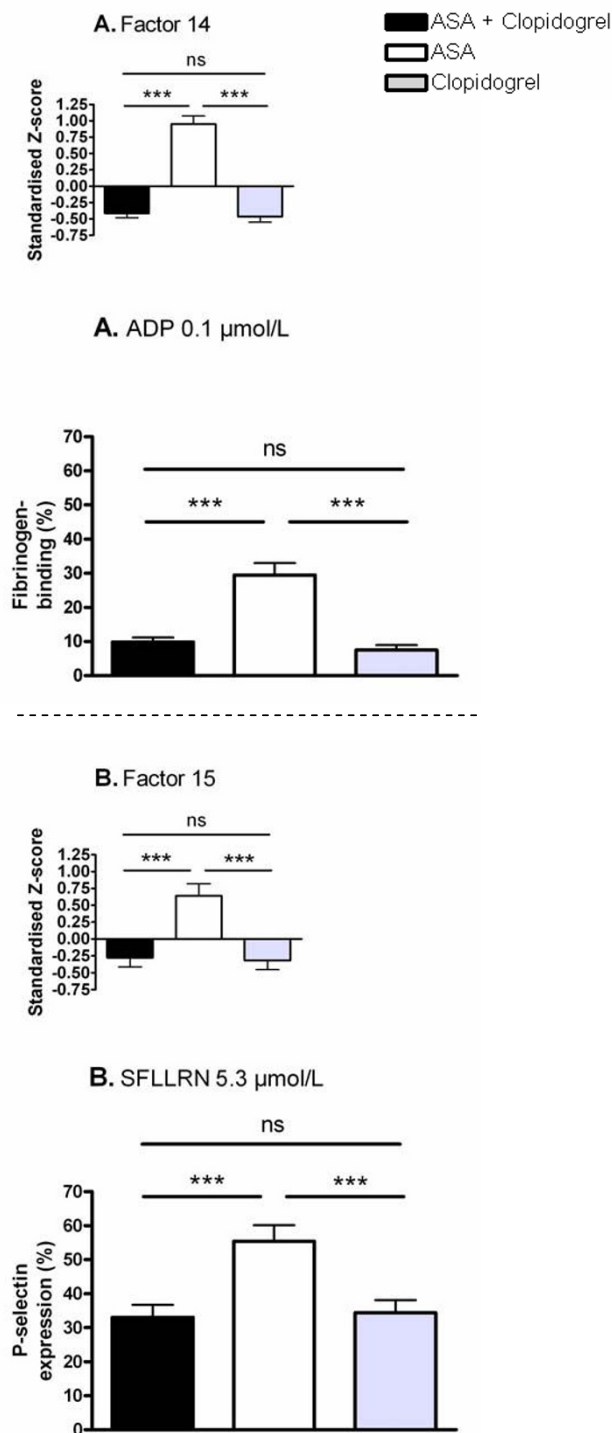 A. Factor 14
ASA + Clopidogrel
ASA
Clopidogrel
ns
*** ***
Standardised Z-score
1.25
1.00
0.75
0.50
0.25
0.00
-0.25
-0.50
-0.75
A. ADP 0.1 µmol/L
ns
*** ***
Fibrinogen-
binding (%)
70
60
50
40
30
20
10
0
B. Factor 15
ns
*** ***
Standardised Z-score
1.25
1.00
0.75
0.50
0.25
0.00
-0.25
-0.50
-0.75
B. SFLLRN 5.3 µmol/L
ns
*** ***
P-selectin
expression (%)
70
60
50
40
30
20
10
0